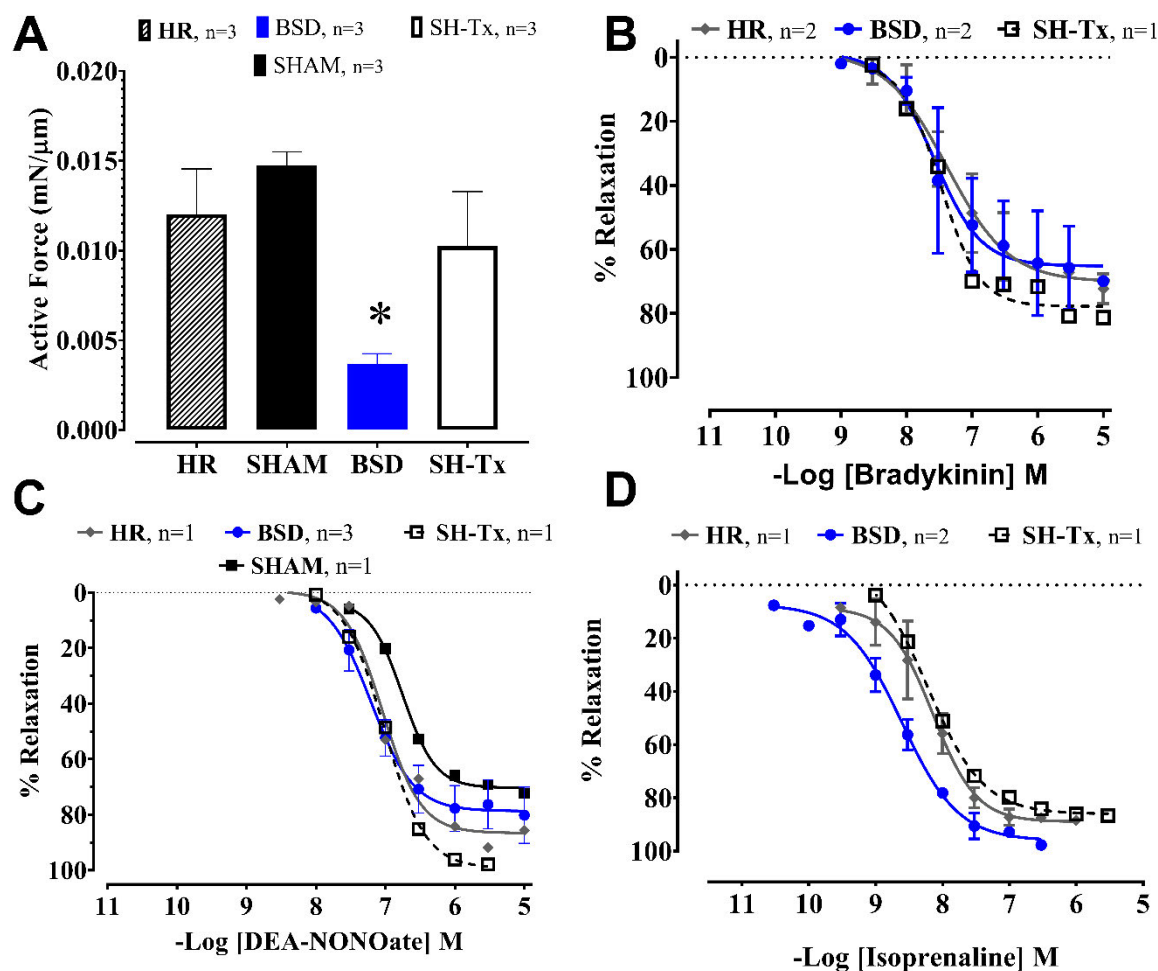 A
HR, n=3 BSD, n=3 SH-Tx, n=3
SHAM, n=3
Active Force (mN/μm)
0.020
0.015
0.010
0.005
0.000
*
HR SHAM BSD SH-Tx
B
HR, n=2 BSD, n=2 SH-Tx, n=1
% Relaxation
0
20
40
60
80
100
11 10 9 8 7 6 5
-Log [Bradykinin] M
C
HR, n=1 BSD, n=3 SH-Tx, n=1
SHAM, n=1
% Relaxation
0
20
40
60
80
100
11 10 9 8 7 6 5
-Log [DEA-NONOate] M
D
HR, n=1 BSD, n=2 SH-Tx, n=1
% Relaxation
0
20
40
60
80
100
11 10 9 8 7 6 5
-Log [Isoprenaline] M